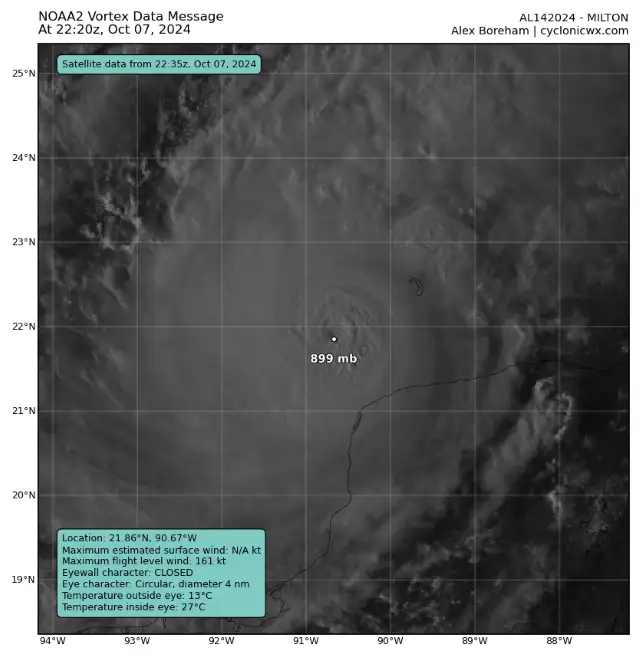 NOAA2 Vortex Data Message
At 22:20z, Oct 07, 2024
AL142024 - MILTON
Alex Boreham | cyclonicwx.com
Satellite data from 22:35z, Oct 07, 2024
25°N
24°N
23°N
22°N
899 mb
21°N
20°N
19°N
Location: 21.86°N, 90.67°W
Maximum estimated surface wind: N/A kt
Maximum flight level wind: 161 kt
Eyewall character: CLOSED
Eye character: Circular, diameter 4 nm
Temperature outside eye: 13°C
Temperature inside eye: 27°C
94°W 93°W 92°W 91°W 90°W 89°W 88°W